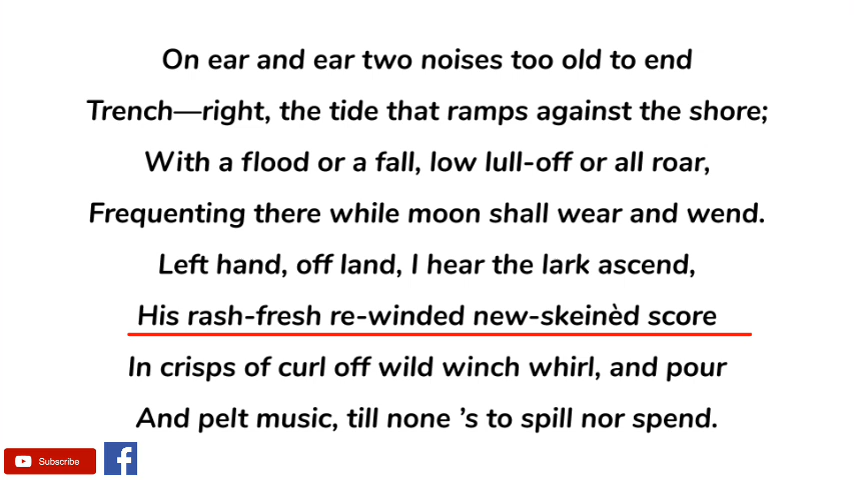 On ear and ear two noises too old to end
Trench—right, the tide that ramps against the shore;
With a flood or a fall, low lull-off or all roar,
Frequenting there while moon shall wear and wend.
Left hand, off land, I hear the lark ascend,
His rash-fresh re-winded new-skeinèd score
In crisps of curl off wild winch whirl, and pour
And pelt music, till none ’s to spill nor spend.
Subscribe